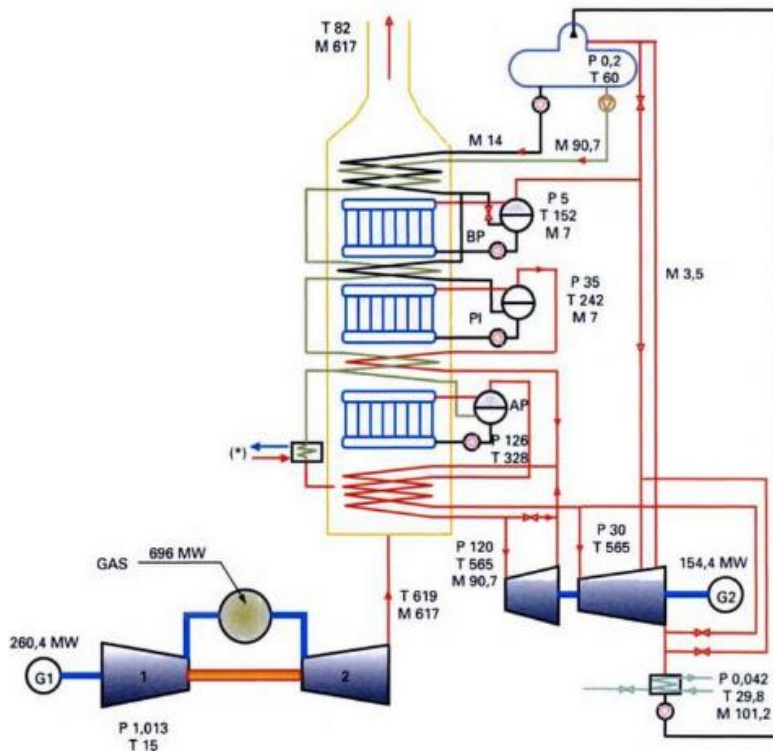 T 82
M 617
P 0,2
T 60
M 14
M 90,7
P 5
T 152
M 7
BP
M 3,5
P 35
T 242
M 7
PI
AP
P 126
T 328
(*)
696 MW
GAS
P 120
T 565
M 90,7
P 30
T 565
154,4 MW
G2
T 619
M 617
260,4 MW
G1
1
2
P 1,013
T 15
P 0,042
T 29,8
M 101,2